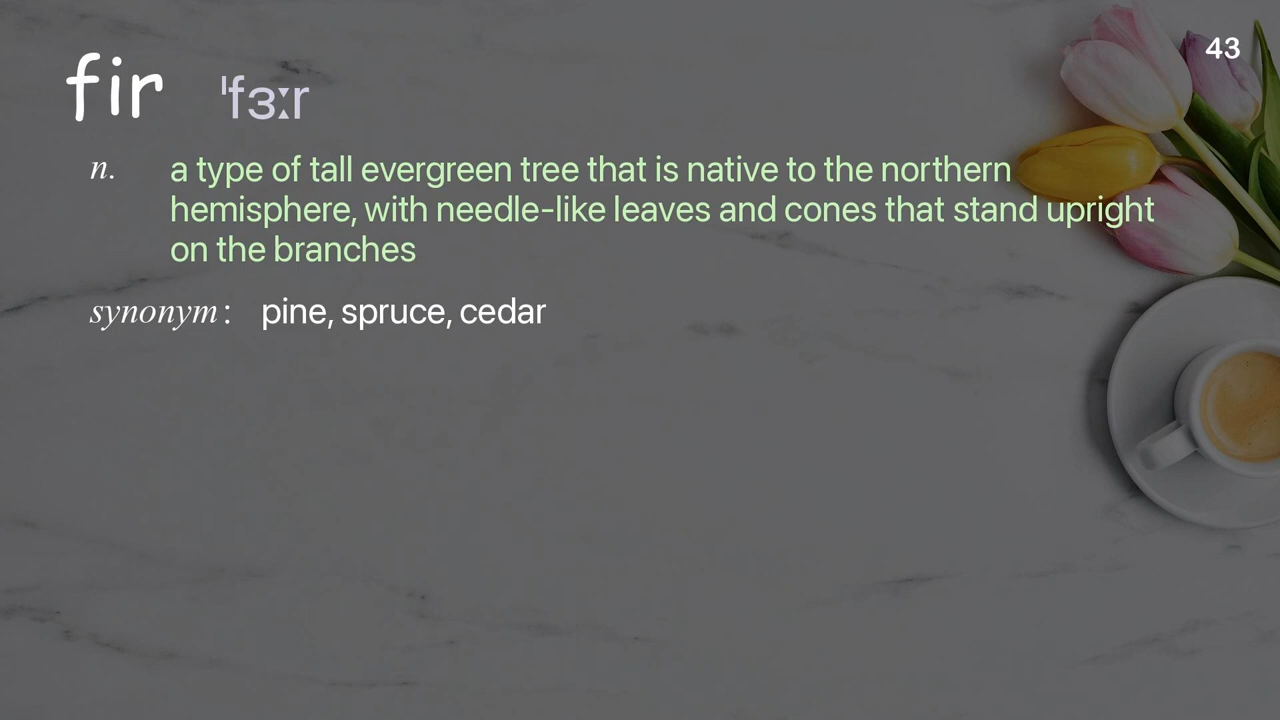 43
fir ˈfɜːr
n. a type of tall evergreen tree that is native to the northern
hemisphere, with needle-like leaves and cones that stand upright
on the branches
synonym: pine, spruce, cedar